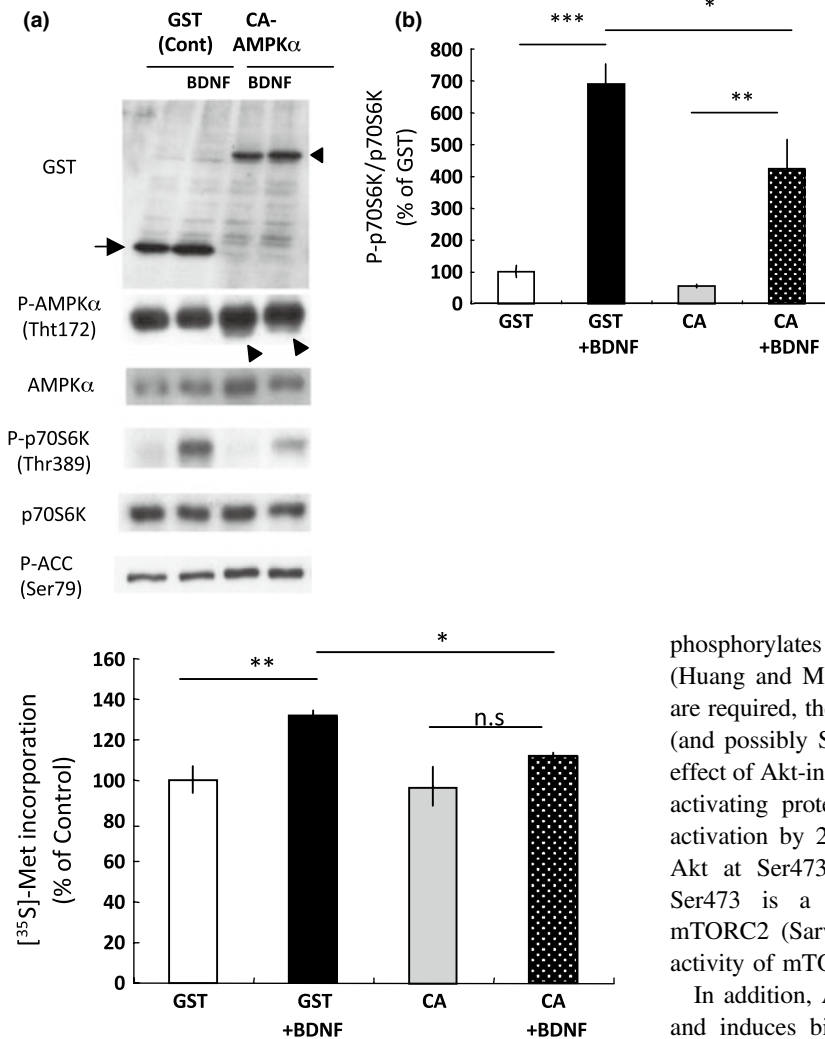 (a)
GST
(Cont)
CA-
AMPKα
BDNF
BDNF
GST
P-AMPKα
(Tht172)
AMPKα
P-p70S6K
(Thr389)
p70S6K
P-ACC
(Ser79)
(b)
P-p70S6K/p70S6K
(% of GST)
800
700
600
500
400
300
200
100
0
***
*
**
GST
GST
+BDNF
CA
CA
+BDNF
[³⁵S]-Met incorporation
(% of Control)
160
140
120
100
80
60
40
20
0
**
*
n.s
GST
GST
+BDNF
CA
CA
+BDNF
phosphorylates
(Huang and M
are required, the
(and possibly S
effect of Akt-in
activating prote
activation by 2
Akt at Ser473
Ser473 is a
mTORC2 (Sarv
activity of mTO
In addition, A
and induces bi